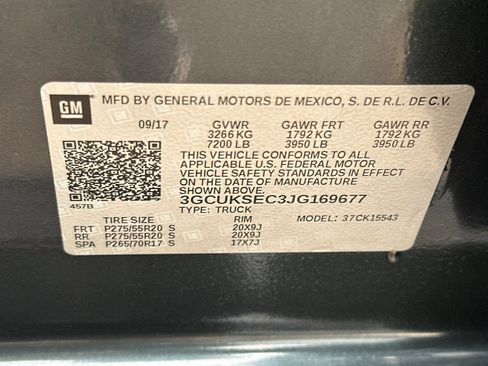 GM MFD BY GENERAL MOTORS DE MEXICO, S. DE R.L. DE C.V.
09/17 GVWR GAWR FRT GAWR RR
3266 KG 1792 KG 1792 KG
7200 LB 3950 LB 3950 LB
THIS VEHICLE CONFORMS TO ALL
APPLICABLE U.S. FEDERAL MOTOR
VEHICLE SAFETY STANDARDS IN EFFECT
ON THE DATE OF MANUFACTURE
SHOWN ABOVE.
457B 3GCUKSEC3JG169677
TYPE: TRUCK MODEL: 37CK15543
TIRE SIZE RIM
FRT P275/55R20 S 20X9J
RR P275/55R20 S 20X9J
SPA P265/70R17 S 17X7J